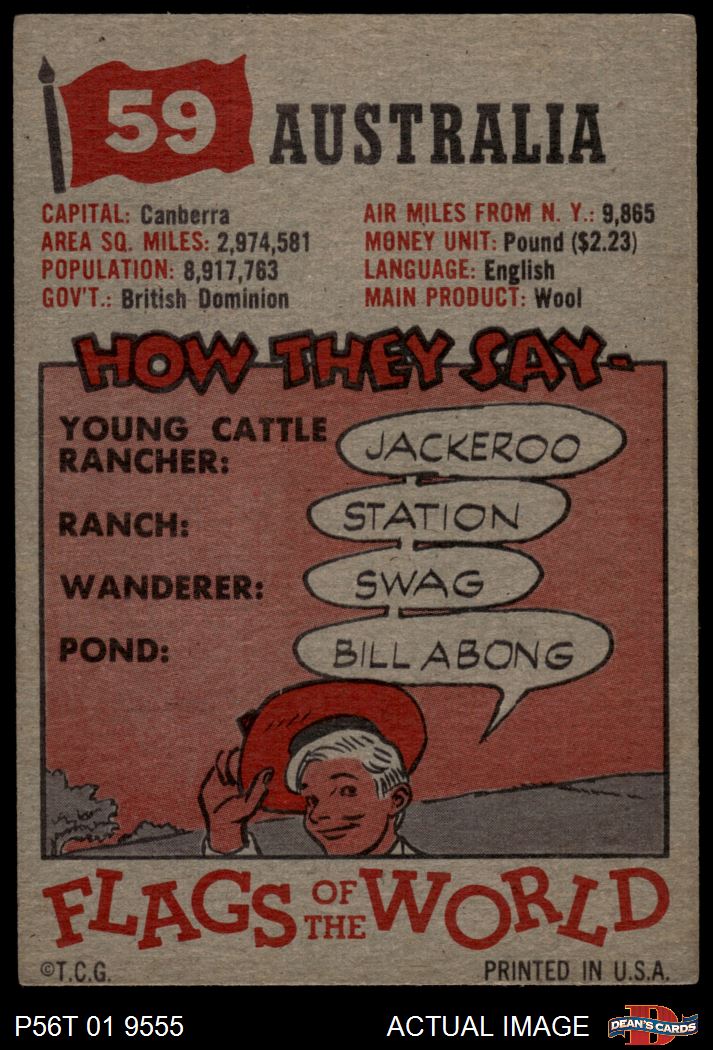 59 AUSTRALIA
CAPITAL: Canberra
AREA SQ. MILES: 2,974,581
POPULATION: 8,917,763
GOV'T.: British Dominion
AIR MILES FROM N. Y.: 9,865
MONEY UNIT: Pound ($2.23)
LANGUAGE: English
MAIN PRODUCT: Wool
HOW THEY SAY-
YOUNG CATTLE
RANCHER: JACKEROO
RANCH: STATION
WANDERER: SWAG
POND: BILLABONG
FLAGS OF THE WORLD
©T.C.G. PRINTED IN U.S.A.
P56T 01 9555 ACTUAL IMAGE D DEAN'S CARDS